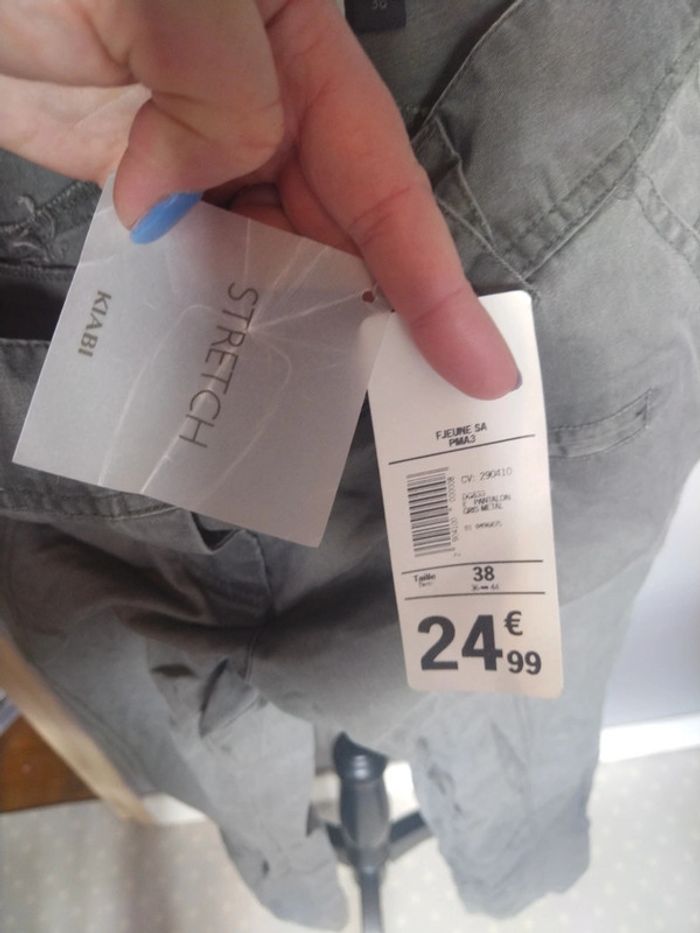 KIABI
STRETCH
FJEUNE SA
PMA3
CV: 290410
PANTALON
GRIS METAL
Taille
38
24€99